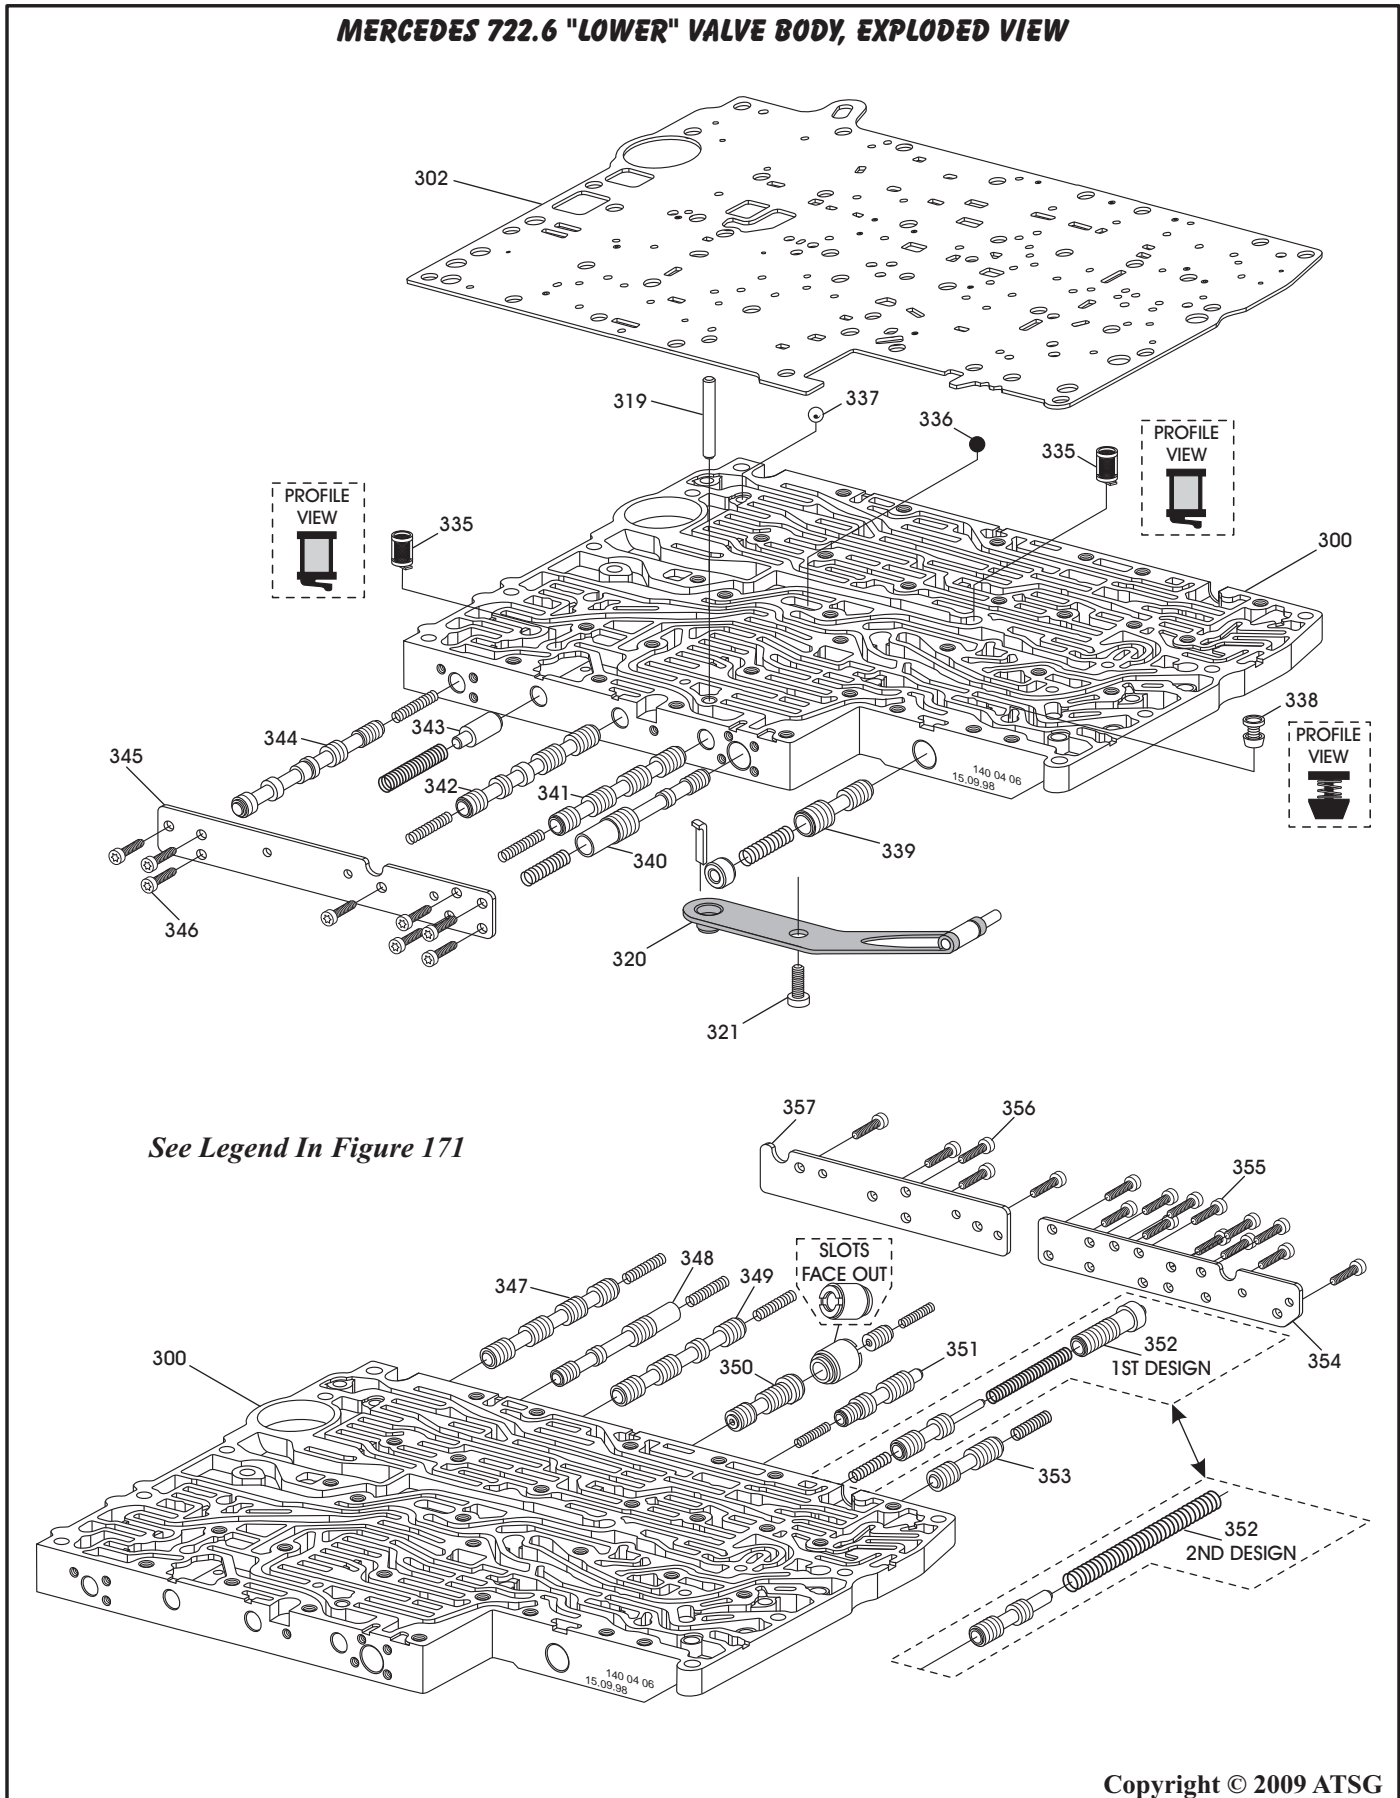 MERCEDES 722.6 "LOWER" VALVE BODY, EXPLODED VIEW
302
319
337
336
335
PROFILE
VIEW
PROFILE
VIEW
335
300
338
PROFILE
VIEW
343
344
345
342
341
340
339
346
320
321
140 04 06
15.09.98
See Legend In Figure 171
357
356
355
354
SLOTS
FACE OUT
347
348
349
350
351
352
1ST DESIGN
300
353
352
2ND DESIGN
140 04 06
15.09.98
Copyright © 2009 ATSG